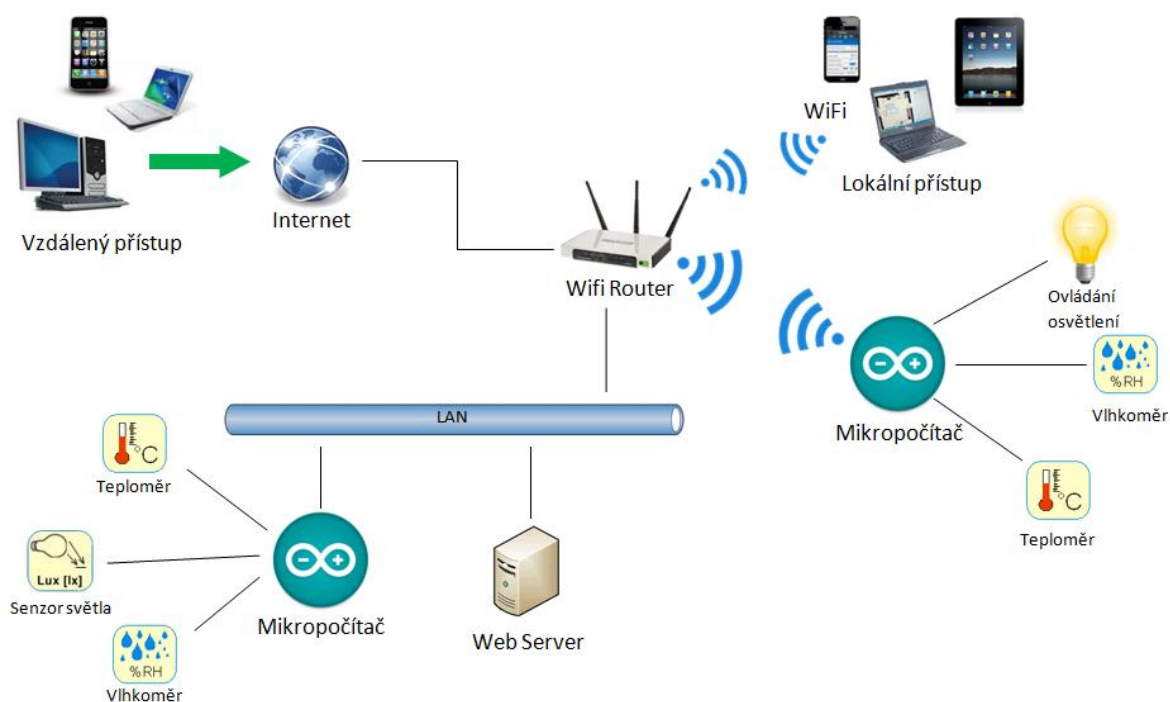 WiFi
Lokální přístup
Internet
Vzdálený přístup
Wifi Router
Ovládání
osvětlení
%RH
Vlhkoměr
Mikropočítač
°C
Teploměr
LAN
°C
Teploměr
Lux [lx]
Senzor světla
%RH
Vlhkoměr
Mikropočítač
Web Server